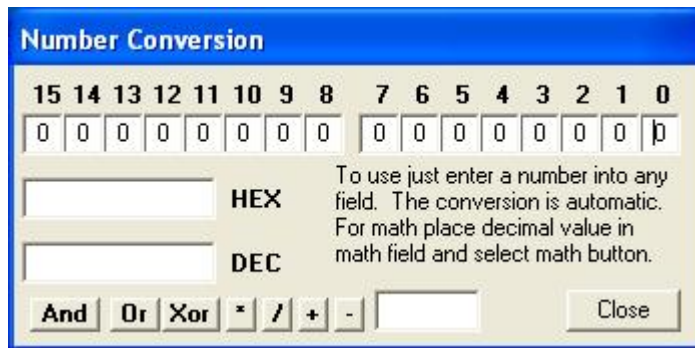 Number Conversion
15 14 13 12 11 10 9 8 7 6 5 4 3 2 1 0
0 0 0 0 0 0 0 0 0 0 0 0 0 0 0 0
HEX
To use just enter a number into any
field. The conversion is automatic.
For math place decimal value in
math field and select math button.
DEC
And Or Xor * / + - Close